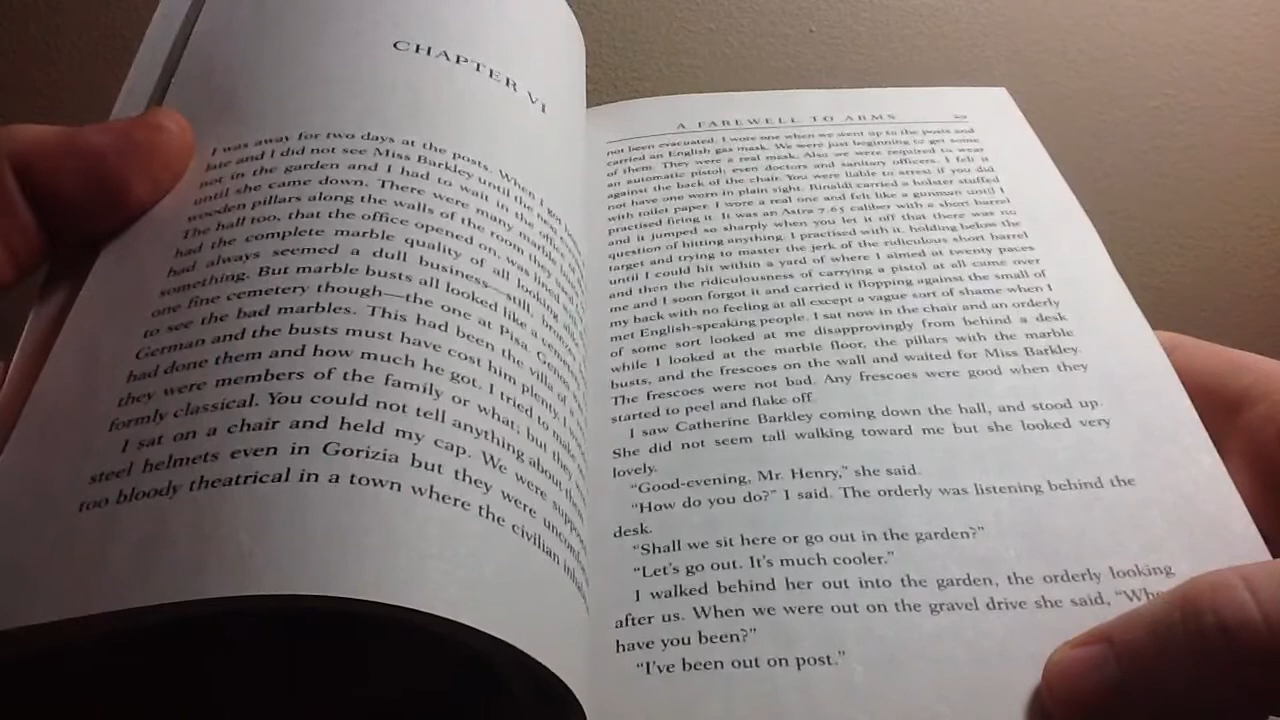 CHAPTER VI
I was away for two days at the posts. When I got
late and I did not see Miss Barkley until the next
not in the garden and I had to wait in the office
until she came down. There were many marble
wooden pillars along the walls of the room they used
The hall too, that the office opened on, was lined
had the complete marble quality of all looking
had always seemed a dull business—still, bronze
something. But marble busts all looked like a
one fine cemetery though—the one at Pisa. Genoa
to see the bad marbles. This had been the villa of a
German and the busts must have cost him plenty. I
had done them and how much he got. I tried to make
they were members of the family or what; but they
formly classical. You could not tell anything about them.
I sat on a chair and held my cap. We were
steel helmets even in Gorizia but they were
too bloody theatrical in a town where the civilian
A FAREWELL TO ARMS
not been evacuated. I wore one when we went up to the posts and
carried an English gas mask. We were just beginning to get some
of them. They were a real mask. Also we were required to wear
an automatic pistol; even doctors and sanitary officers. I felt it
against the back of the chair. You were liable to arrest if you did
not have one worn in plain sight. Rinaldi carried a holster stuffed
with toilet paper. I wore a real one and felt like a gunman until I
practised firing it. It was an Astra 7.65 caliber with a short barrel
and it jumped so sharply when you let it off that there was no
question of hitting anything. I practised with it, holding below the
target and trying to master the jerk of the ridiculous short barrel
until I could hit within a yard of where I aimed at twenty paces
and then the ridiculousness of carrying a pistol at all came over
me and I soon forgot it and carried it flopping against the small of
my back with no feeling at all except a vague sort of shame when I
met English-speaking people. I sat now in the chair and an orderly
of some sort looked at me disapprovingly from behind a desk
while I looked at the marble floor, the pillars with the marble
busts, and the frescoes on the wall and waited for Miss Barkley.
The frescoes were not bad. Any frescoes were good when they
started to peel and flake off.
I saw Catherine Barkley coming down the hall, and stood up.
She did not seem tall walking toward me but she looked very
lovely.
“Good-evening, Mr. Henry,” she said.
“How do you do?” I said. The orderly was listening behind the
desk.
“Shall we sit here or go out in the garden?”
“Let’s go out. It’s much cooler.”
I walked behind her out into the garden, the orderly looking
after us. When we were out on the gravel drive she said,
have you been?”
“I’ve been out on post.”